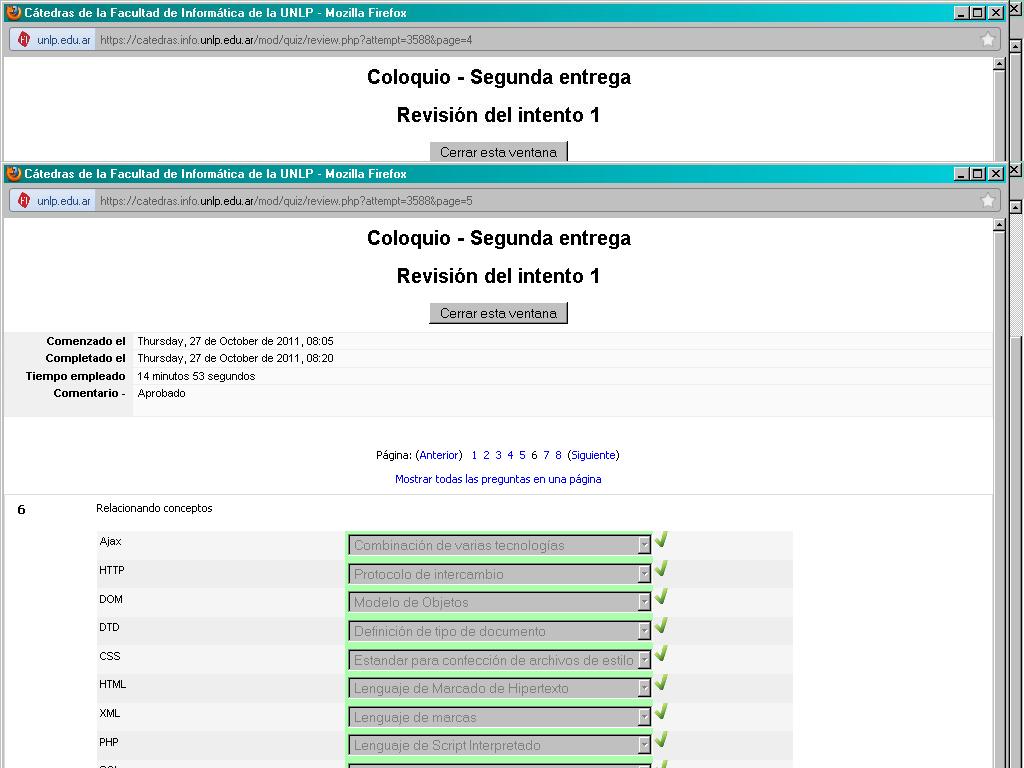 Cátedras de la Facultad de Informática de la UNLP - Mozilla Firefox
unlp.edu.ar https://catedras.info.unlp.edu.ar/mod/quiz/review.php?attempt=3588&page=4
Coloquio - Segunda entrega
Revisión del intento 1
Cerrar esta ventana
Cátedras de la Facultad de Informática de la UNLP - Mozilla Firefox
unlp.edu.ar https://catedras.info.unlp.edu.ar/mod/quiz/review.php?attempt=3588&page=5
Coloquio - Segunda entrega
Revisión del intento 1
Cerrar esta ventana
Comenzado el Thursday, 27 de October de 2011, 08:05
Completado el Thursday, 27 de October de 2011, 08:20
Tiempo empleado 14 minutos 53 segundos
Comentario - Aprobado
Página: (Anterior) 1 2 3 4 5 6 7 8 (Siguiente)
Mostrar todas las preguntas en una página
6 Relacionando conceptos
Ajax Combinación de varias tecnologías
HTTP Protocolo de intercambio
DOM Modelo de Objetos
DTD Definición de tipo de documento
CSS Estandar para confección de archivos de estilo
HTML Lenguaje de Marcado de Hipertexto
XML Lenguaje de marcas
PHP Lenguaje de Script Interpretado